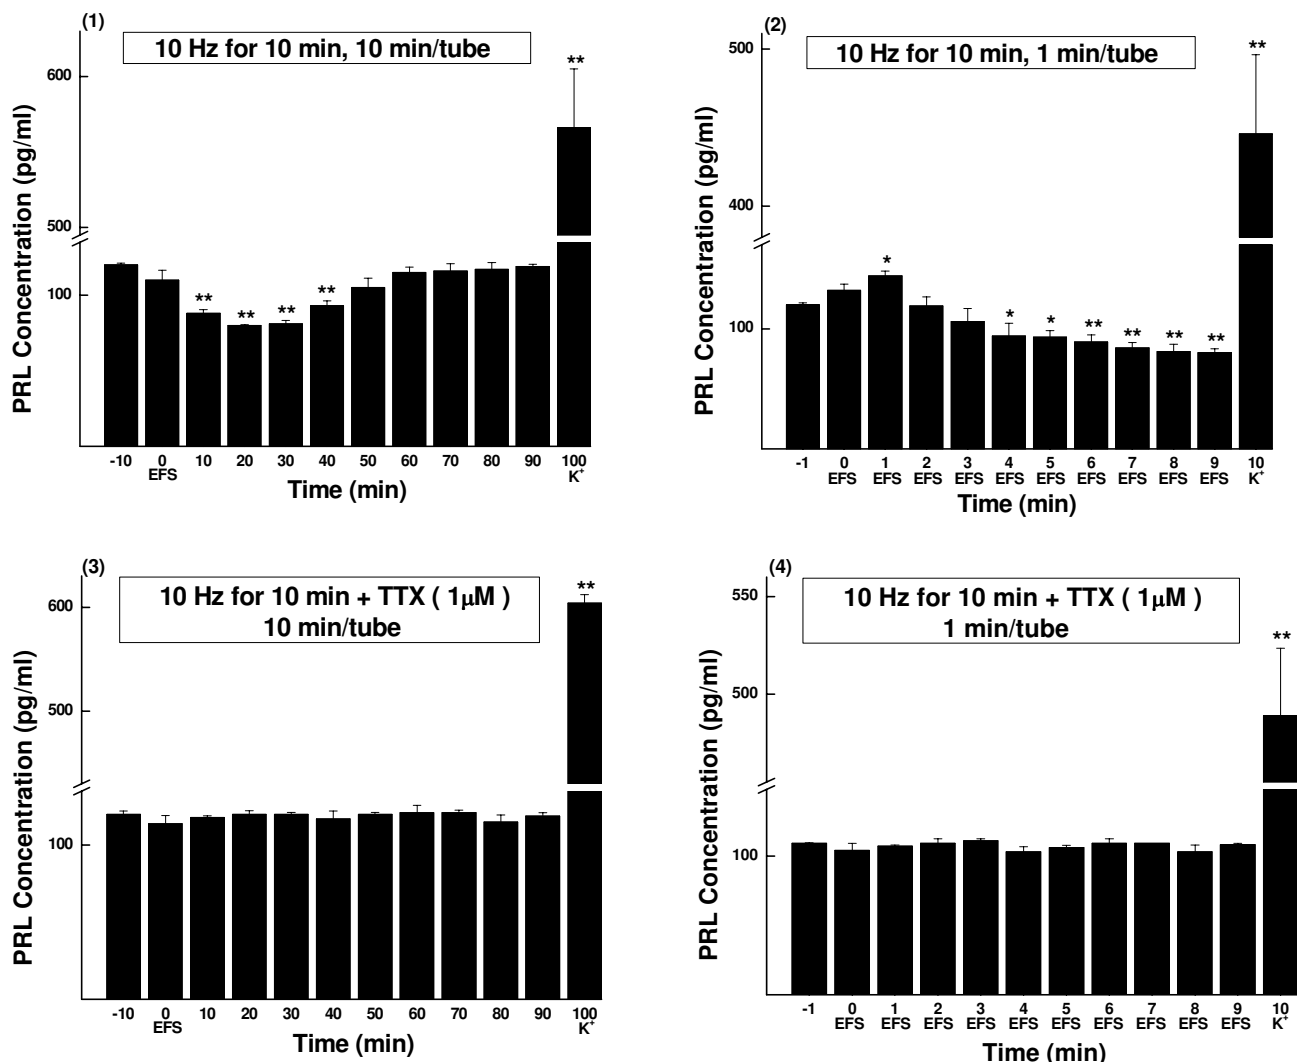 (1)
10 Hz for 10 min, 10 min/tube
PRL Concentration (pg/ml)
600
500
100
**
**
**
**
**
-10 0 10 20 30 40 50 60 70 80 90 100
EFS K+
Time (min)
(2)
10 Hz for 10 min, 1 min/tube
PRL Concentration (pg/ml)
500
400
100
*
*
*
**
**
**
**
**
-1 0 1 2 3 4 5 6 7 8 9 10
EFS EFS EFS EFS EFS EFS EFS EFS EFS EFS K+
Time (min)
(3)
10 Hz for 10 min + TTX ( 1μM )
10 min/tube
PRL Concentration (pg/ml)
600
500
100
**
-10 0 10 20 30 40 50 60 70 80 90 100
EFS K+
Time (min)
(4)
10 Hz for 10 min + TTX ( 1μM )
1 min/tube
PRL Concentration (pg/ml)
550
500
100
**
-1 0 1 2 3 4 5 6 7 8 9 10
EFS EFS EFS EFS EFS EFS EFS EFS EFS EFS K+
Time (min)